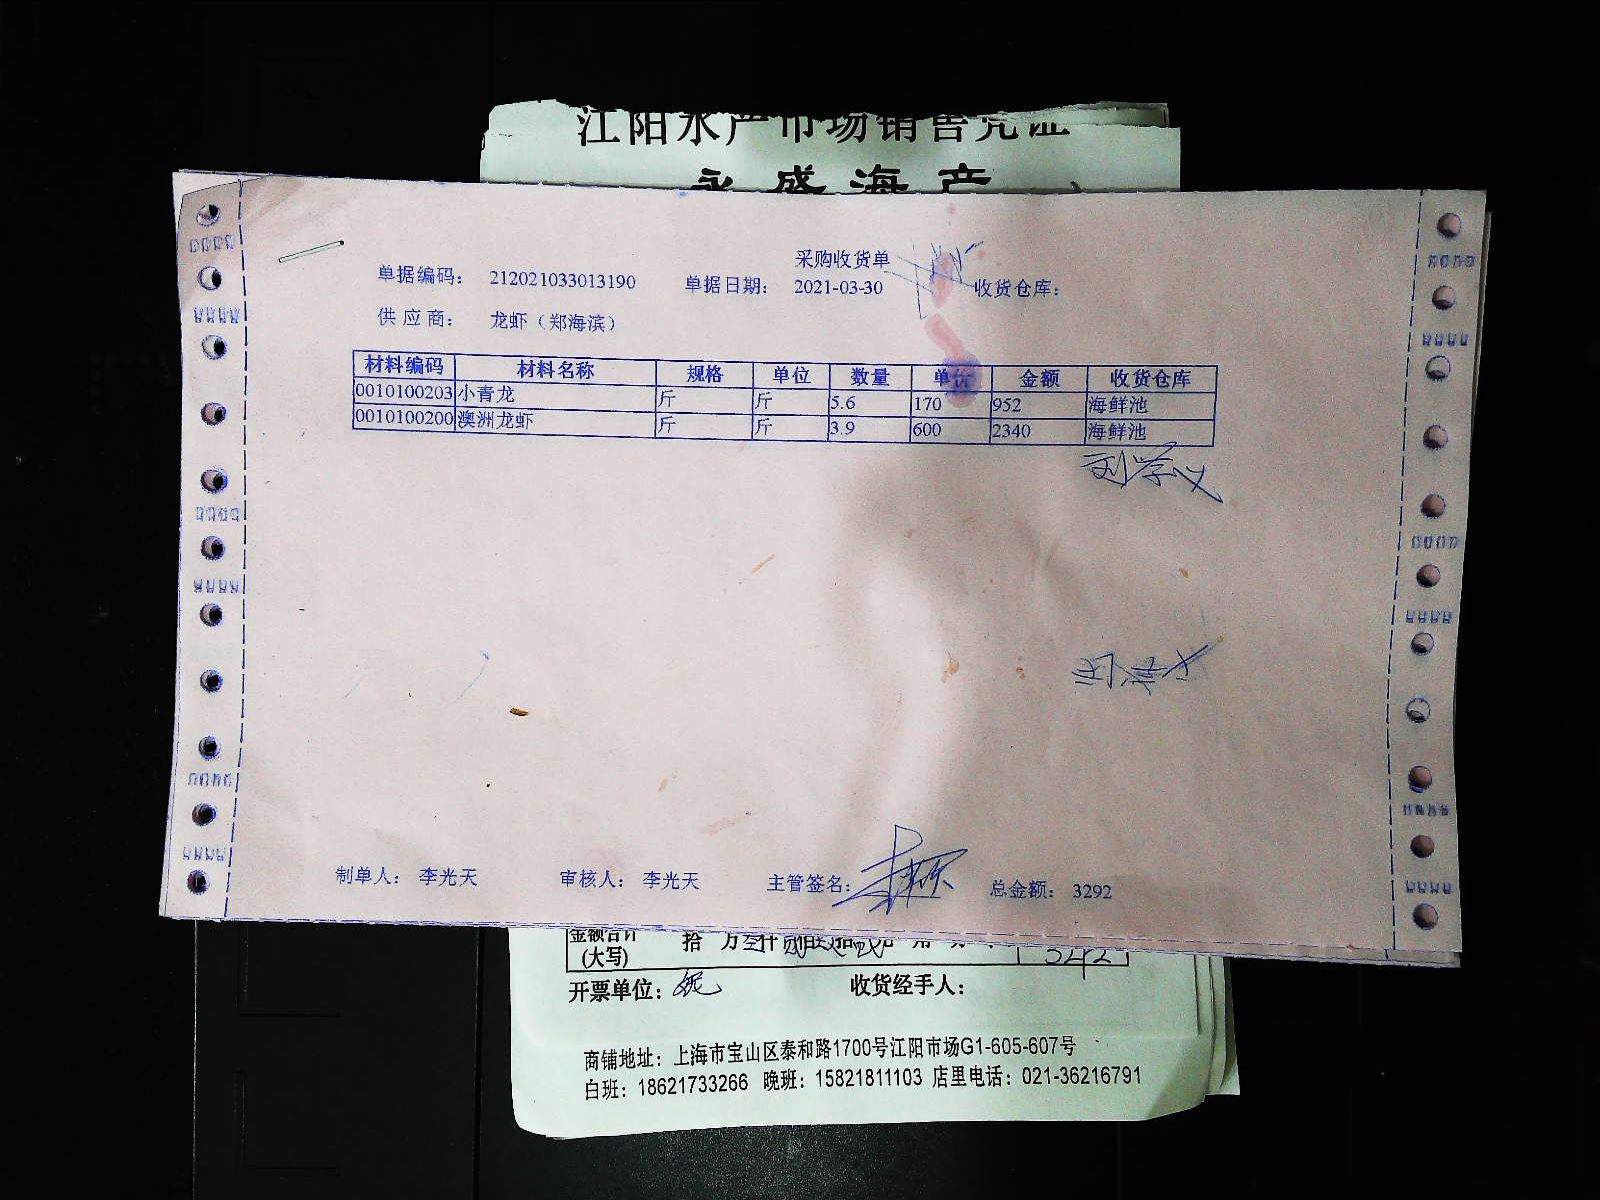 江阳水产市场销售凭证
永盛海产
采购收货单
单据编码： 212021033013190 单据日期： 2021-03-30 收货仓库：
供应商： 龙虾（郑海滨）
材料编码 材料名称 规格 单位 数量 单价 金额 收货仓库
0010100203 小青龙 斤 斤 5.6 170 952 海鲜池
0010100200 澳洲龙虾 斤 斤 3.9 600 2340 海鲜池
制单人： 李光天 审核人： 李光天 主管签名： 总金额： 3292
金额合计 拾 万
(大写)
开票单位： 收货经手人：
商铺地址：上海市宝山区泰和路1700号江阳市场G1-605-607号
白班：18621733266 晚班：15821811103 店里电话：021-36216791